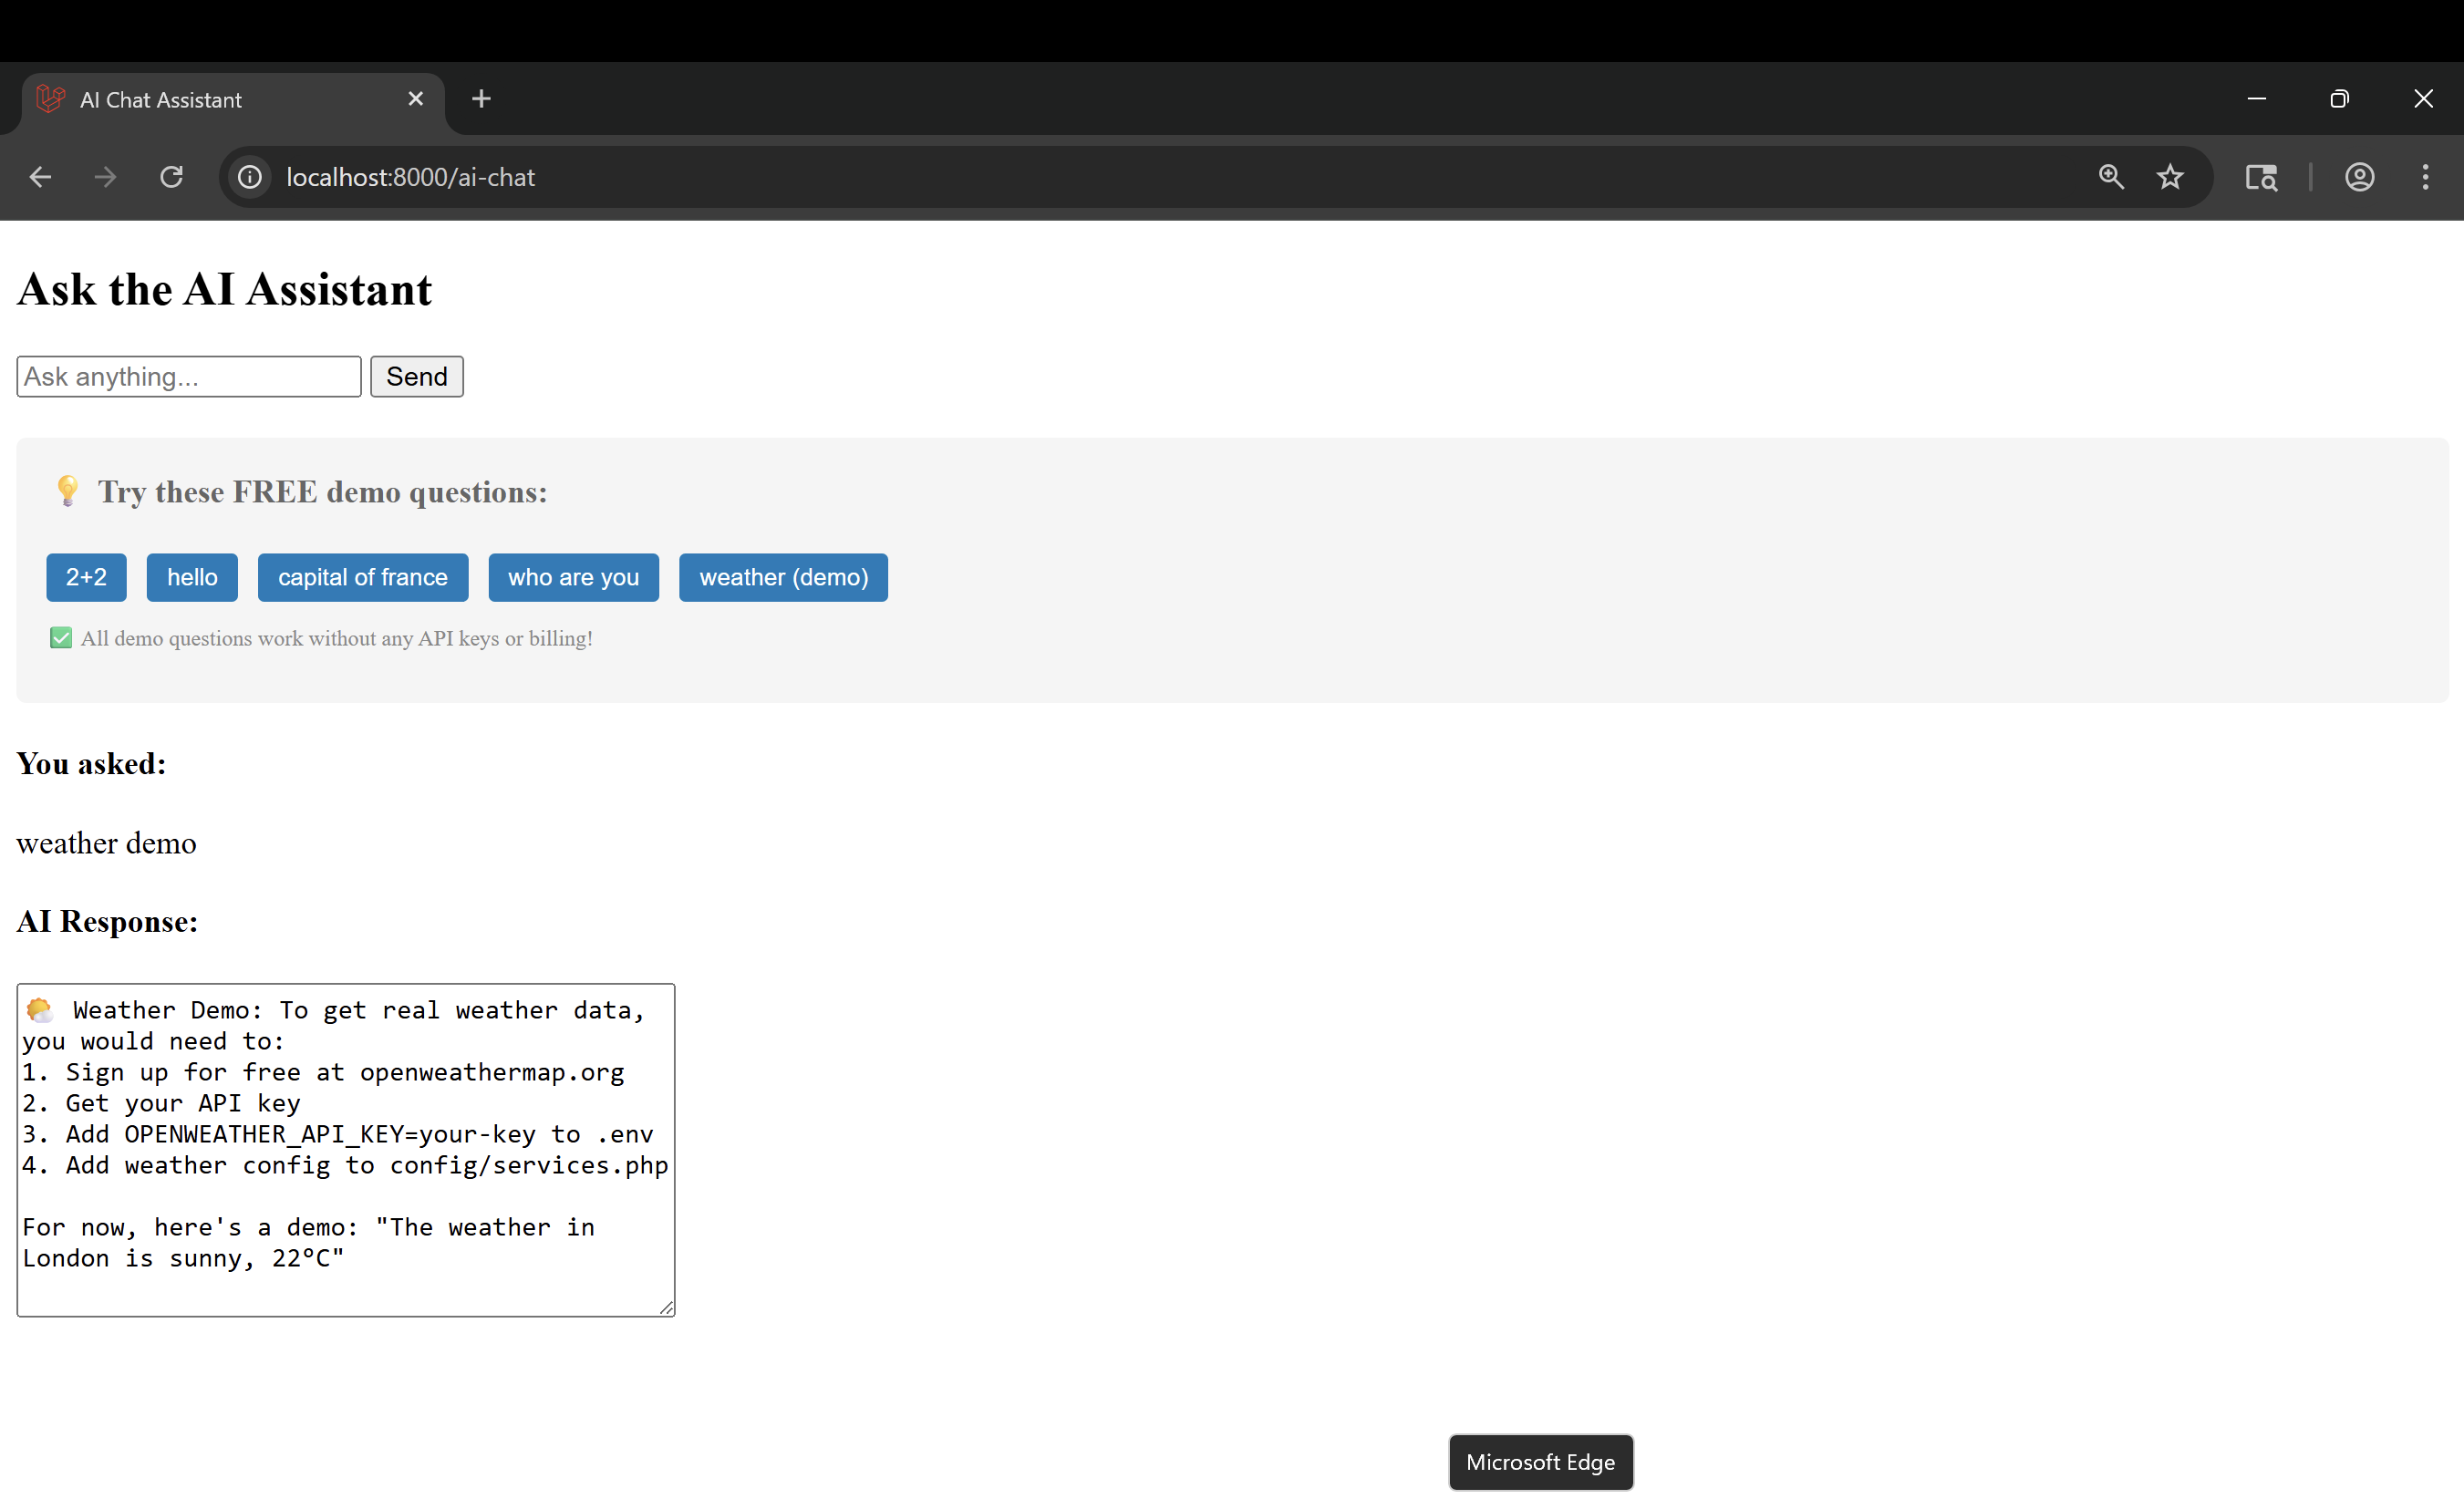 AI Chat Assistant
localhost:8000/ai-chat
Ask the AI Assistant
Ask anything... Send
💡 Try these FREE demo questions:
2+2 hello capital of france who are you weather (demo)
✅ All demo questions work without any API keys or billing!
You asked:
weather demo
AI Response:
🌤️ Weather Demo: To get real weather data,
you would need to:
1. Sign up for free at openweathermap.org
2. Get your API key
3. Add OPENWEATHER_API_KEY=your-key to .env
4. Add weather config to config/services.php
For now, here's a demo: "The weather in
London is sunny, 22°C"
Microsoft Edge